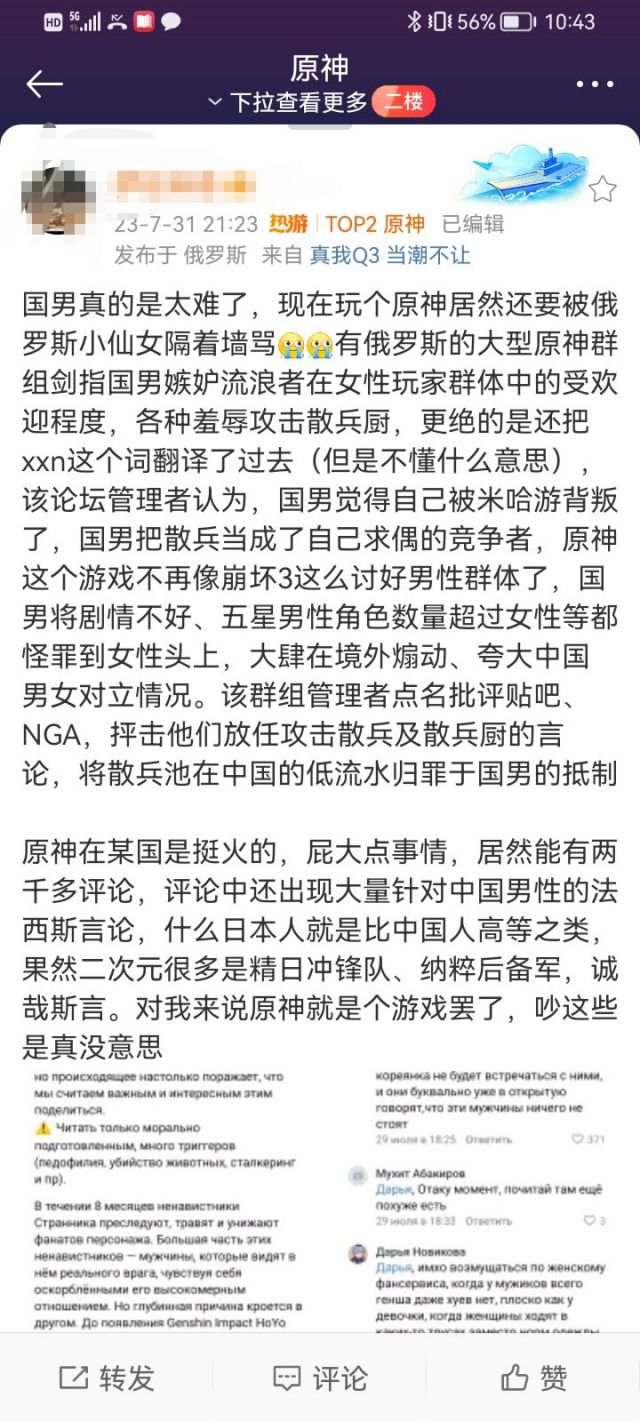 HD 5G 56% 10:43
原神
下拉查看更多 二楼
23-7-31 21:23 热游 TOP2 原神 已编辑
发布于 俄罗斯 来自 真我Q3 当潮不让
国男真的是太难了，现在玩个原神居然还要被俄
罗斯小仙女隔着墙骂😭😭有俄罗斯的大型原神群
组剑指国男嫉妒流浪者在女性玩家群体中的受欢
迎程度，各种羞辱攻击散兵厨，更绝的是还把
xxn这个词翻译了过去（但是不懂什么意思），
该论坛管理者认为，国男觉得自己被米哈游背叛
了，国男把散兵当成了自己求偶的竞争者，原神
这个游戏不再像崩坏3这么讨好男性群体了，国
男将剧情不好、五星男性角色数量超过女性等都
怪罪到女性头上，大肆在境外煽动、夸大中国
男女对立情况。该群组管理者点名批评贴吧、
NGA，抨击他们放任攻击散兵及散兵厨的言
论，将散兵池在中国的低流水归罪于国男的抵制
原神在某国是挺火的，屁大点事情，居然能有两
千多评论，评论中还出现大量针对中国男性的法
西斯言论，什么日本人就是比中国人高等之类，
果然二次元很多是精日冲锋队、纳粹后备军，诚
哉斯言。对我来说原神就是个游戏罢了，吵这些
是真没意思
но происходящее настолько поражает, что
мы считаем важным и интересным этим
поделиться.
⚠️ Читать только морально
подготовленным, много триггеров
(педофилия, убийство животных, сталкеринг
и пр).
В течении 8 месяцев ненавистники
Странника преследуют, травят и унижают
фанатов персонажа. Большая часть этих
ненавистников — мужчины, которые видят в
нём реального врага, чувствуя себя
оскорблёнными его высокомерным
отношением. Но глубинная причина кроется в
другом. До появления Genshin Impact HoYo
кореянка не будет встречаться с ними,
и они буквально уже в открытую
говорят,что эти мужчины ничего не
стоят
29 июля в 18:25 Ответить 371
Мухит Абакиров
Дарья, Отаку момент, почитай там ещё
похуже есть
29 июля в 18:33 Ответить 3
Дарья Новикова
Дарья, имхо возмущаться по женскому
фансервиса, когда у мужиков всего
генша даже хуев нет, плоско как у
девочки, когда женщины ходят в
каких-то трусах заместо норм одежды
转发 评论 赞